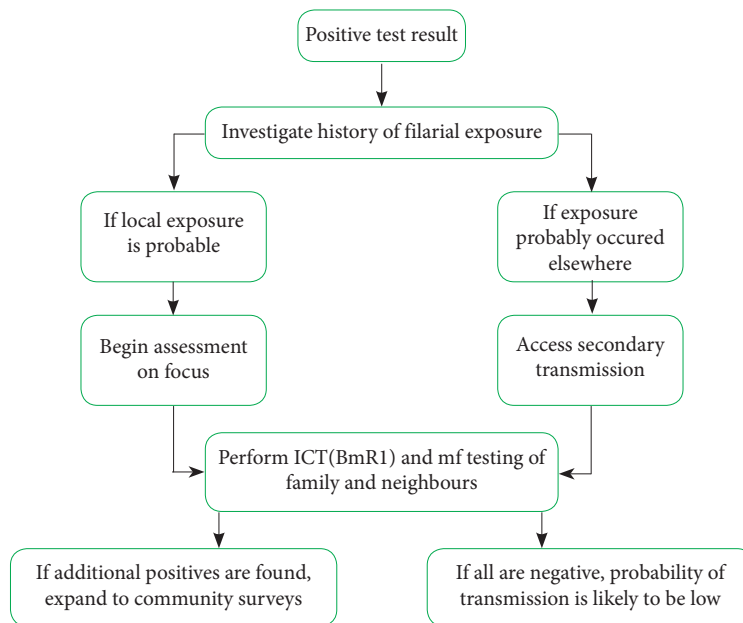 Positive test result
Investigate history of filarial exposure
If local exposure
is probable
If exposure
probably occured
elsewhere
Begin assessment
on focus
Access secondary
transmission
Perform ICT(BmR1) and mf testing of
family and neighbours
If additional positives are found,
expand to community surveys
If all are negative, probability of
transmission is likely to be low